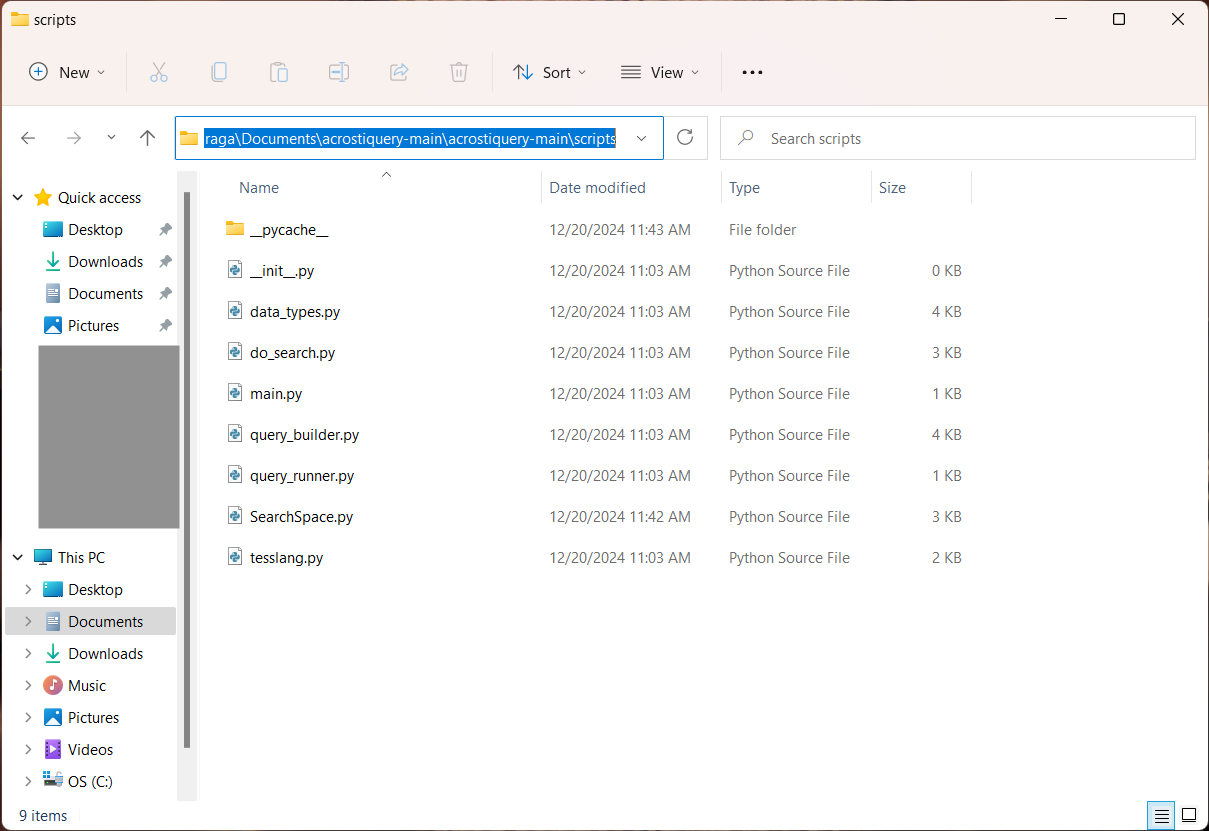 scripts
New Sort View
raga\Documents\acrostiquery-main\acrostiquery-main\scripts Search scripts
Quick access
Desktop
Downloads
Documents
Pictures
This PC
Desktop
Documents
Downloads
Music
Pictures
Videos
OS (C:)
Name Date modified Type Size
__pycache__ 12/20/2024 11:43 AM File folder
__init__.py 12/20/2024 11:03 AM Python Source File 0 KB
data_types.py 12/20/2024 11:03 AM Python Source File 4 KB
do_search.py 12/20/2024 11:03 AM Python Source File 3 KB
main.py 12/20/2024 11:03 AM Python Source File 1 KB
query_builder.py 12/20/2024 11:03 AM Python Source File 4 KB
query_runner.py 12/20/2024 11:03 AM Python Source File 1 KB
SearchSpace.py 12/20/2024 11:42 AM Python Source File 3 KB
tesslang.py 12/20/2024 11:03 AM Python Source File 2 KB
9 items